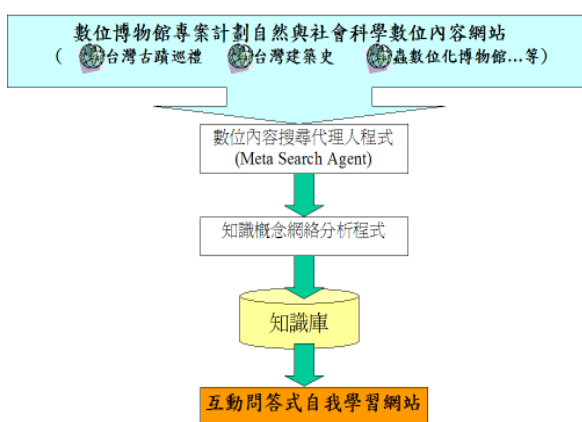 數位博物館專案計劃自然與社會科學數位內容網站
( 台灣古蹟巡禮 台灣建築史 蟲數位化博物館...等)
數位內容搜尋代理人程式
(Meta Search Agent)
知識概念網絡分析程式
知識庫
互動問答式自我學習網站